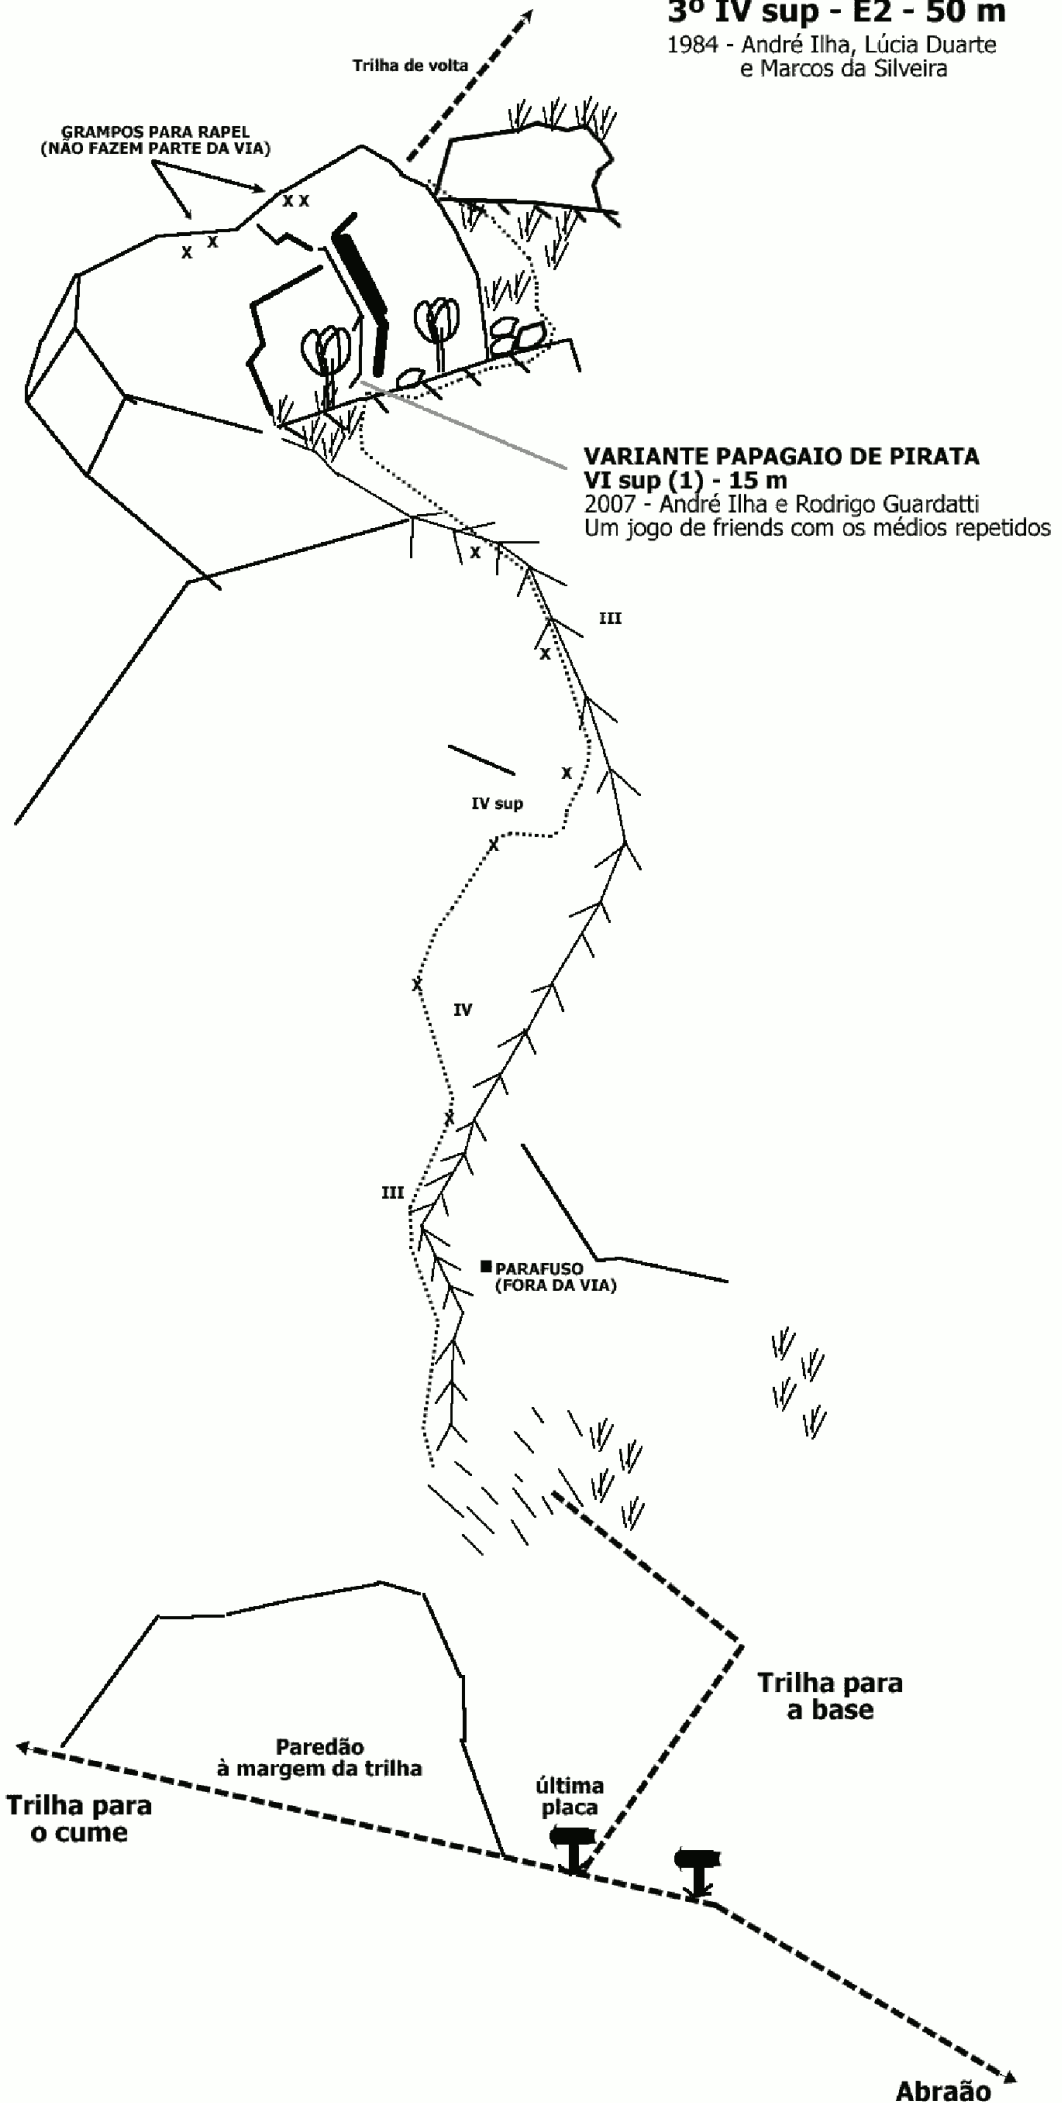 3º IV sup - E2 - 50 m
1984 - André Ilha, Lúcia Duarte
e Marcos da Silveira
Trilha de volta
GRAMPOS PARA RAPEL
(NÃO FAZEM PARTE DA VIA)
x x
x
x
VARIANTE PAPAGAIO DE PIRATA
VI sup (1) - 15 m
2007 - André Ilha e Rodrigo Guardatti
Um jogo de friends com os médios repetidos
x
III
x
x
IV sup
x
x
IV
x
III
PARAFUSO
(FORA DA VIA)
Trilha para
a base
Paredão
à margem da trilha
última
placa
Trilha para
o cume
Abraão